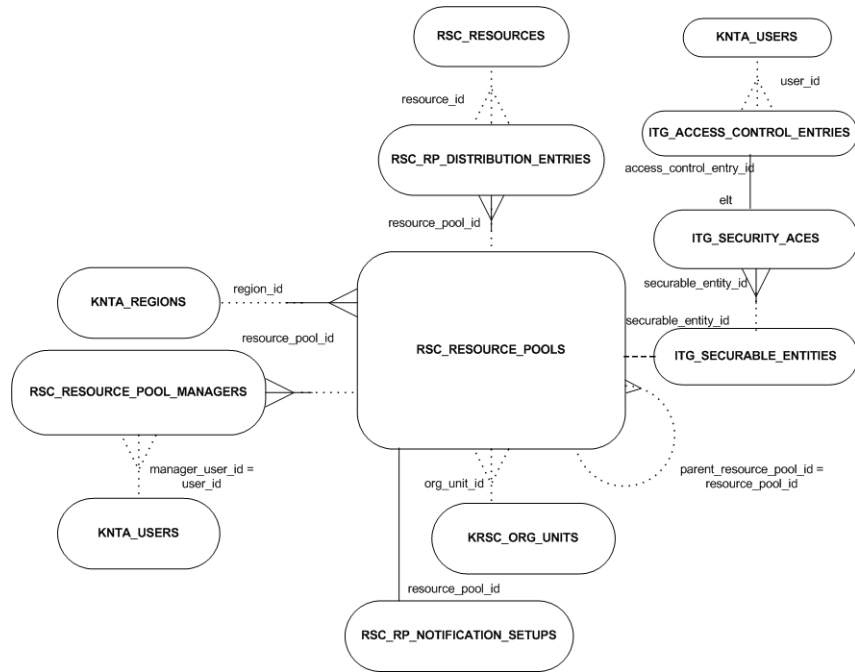 RSC_RESOURCES
KNTA_USERS
resource_id
user_id
RSC_RP_DISTRIBUTION_ENTRIES
ITG_ACCESS_CONTROL_ENTRIES
access_control_entry_id
elt
resource_pool_id
ITG_SECURITY_ACES
securable_entity_id
region_id
KNTA_REGIONS
securable_entity_id
resource_pool_id
RSC_RESOURCE_POOLS
ITG_SECURABLE_ENTITIES
RSC_RESOURCE_POOL_MANAGERS
manager_user_id =
user_id
org_unit_id
parent_resource_pool_id =
resource_pool_id
KNTA_USERS
KRSC_ORG_UNITS
resource_pool_id
RSC_RP_NOTIFICATION_SETUPS